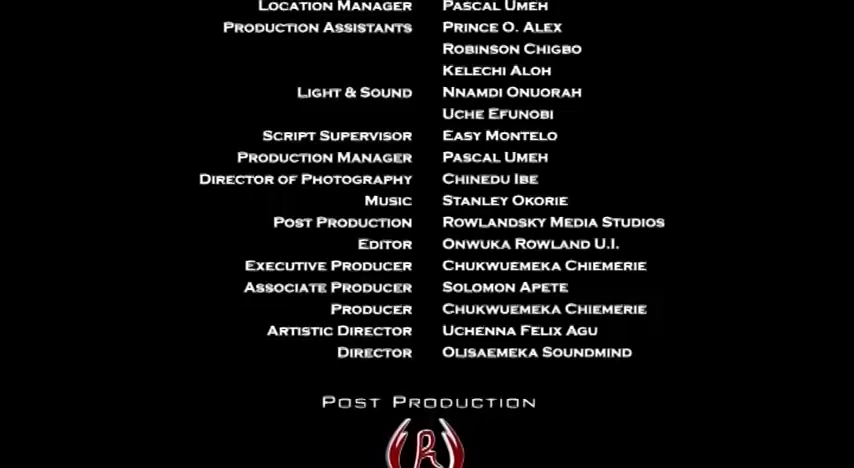 Location Manager Pascal Umeh
Production Assistants Prince O. Alex
Robinson Chigbo
Kelechi Aloh
Light & Sound Nnamdi Onuorah
Uche Efunobi
Script Supervisor Easy Montelo
Production Manager Pascal Umeh
Director of Photography Chinedu Ibe
Music Stanley Okorie
Post Production Rowlandsky Media Studios
Editor Onwuka Rowland U.I.
Executive Producer Chukwuemeka Chiemerie
Associate Producer Solomon Apete
Producer Chukwuemeka Chiemerie
Artistic Director Uchenna Felix Agu
Director Olisaemeka Soundmind
Post Production
R